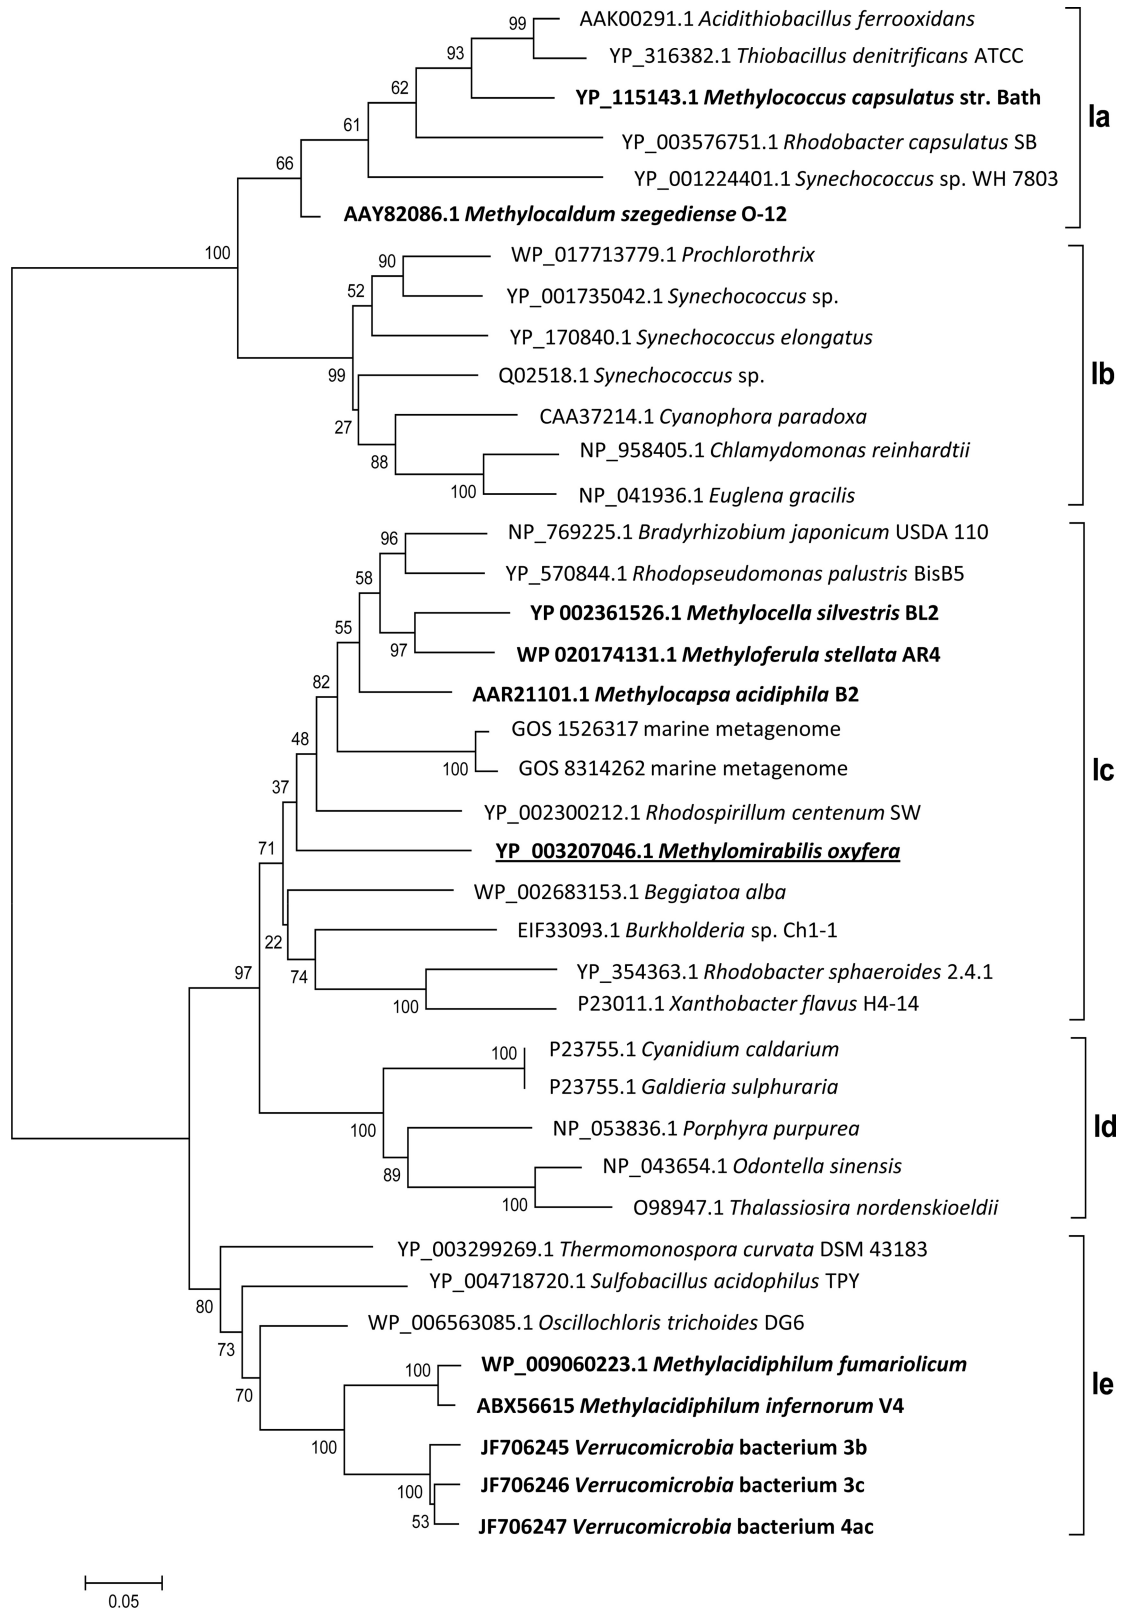 99
AAK00291.1 Acidithiobacillus ferrooxidans
93
YP_316382.1 Thiobacillus denitrificans ATCC
62
YP_115143.1 Methylococcus capsulatus str. Bath
Ia
61
YP_003576751.1 Rhodobacter capsulatus SB
66
YP_001224401.1 Synechococcus sp. WH 7803
AAY82086.1 Methylocaldum szegediense O-12
100
90
WP_017713779.1 Prochlorothrix
52
YP_001735042.1 Synechococcus sp.
YP_170840.1 Synechococcus elongatus
99
Q02518.1 Synechococcus sp.
Ib
27
CAA37214.1 Cyanophora paradoxa
88
NP_958405.1 Chlamydomonas reinhardtii
100
NP_041936.1 Euglena gracilis
96
NP_769225.1 Bradyrhizobium japonicum USDA 110
58
YP_570844.1 Rhodopseudomonas palustris BisB5
55
YP 002361526.1 Methylocella silvestris BL2
97
WP 020174131.1 Methyloferula stellata AR4
82
AAR21101.1 Methylocapsa acidiphila B2
48
GOS 1526317 marine metagenome
100
GOS 8314262 marine metagenome
Ic
37
YP_002300212.1 Rhodospirillum centenum SW
71
YP_003207046.1 Methylomirabilis oxyfera
WP_002683153.1 Beggiatoa alba
22
EIF33093.1 Burkholderia sp. Ch1-1
97
74
YP_354363.1 Rhodobacter sphaeroides 2.4.1
100
P23011.1 Xanthobacter flavus H4-14
100
P23755.1 Cyanidium caldarium
P23755.1 Galdieria sulphuraria
100
NP_053836.1 Porphyra purpurea
Id
89
NP_043654.1 Odontella sinensis
100
O98947.1 Thalassiosira nordenskioeldii
YP_003299269.1 Thermomonospora curvata DSM 43183
80
YP_004718720.1 Sulfobacillus acidophilus TPY
73
WP_006563085.1 Oscillochloris trichoides DG6
70
100
WP_009060223.1 Methylacidiphilum fumariolicum
Ie
ABX56615 Methylacidiphilum infernorum V4
100
JF706245 Verrucomicrobia bacterium 3b
100
JF706246 Verrucomicrobia bacterium 3c
53
JF706247 Verrucomicrobia bacterium 4ac
0.05